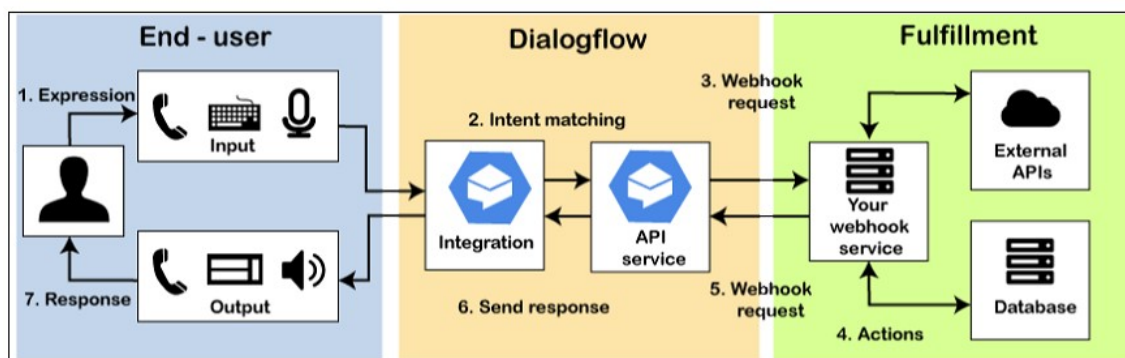 End - user
Dialogflow
Fulfillment
1. Expression
Input
2. Intent matching
3. Webhook
request
External
APIs
Integration
API
service
Your
webhook
service
7. Response
Output
6. Send response
5. Webhook
request
4. Actions
Database